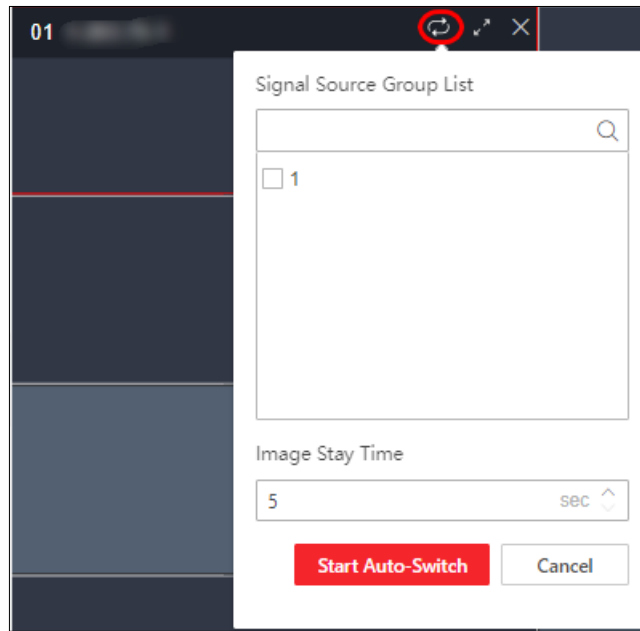 01
Signal Source Group List
1
Image Stay Time
5 sec
Start Auto-Switch Cancel